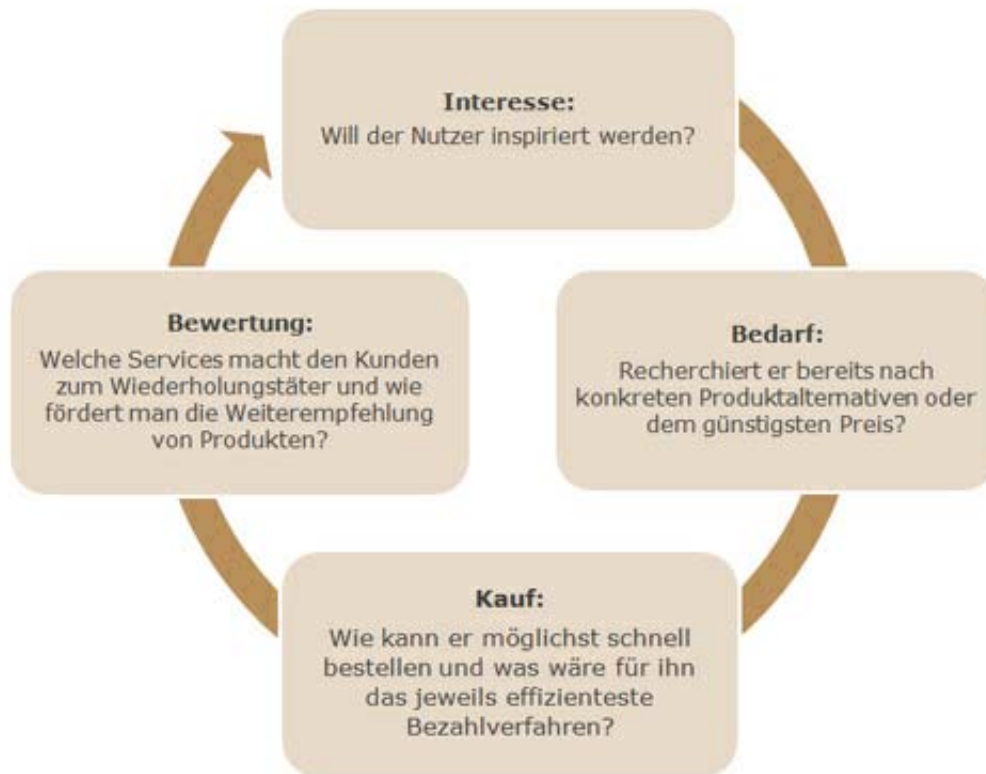 Interesse:
Will der Nutzer inspiriert werden?
Bedarf:
Recherchiert er bereits nach
konkreten Produktalternativen oder
dem günstigsten Preis?
Kauf:
Wie kann er möglichst schnell
bestellen und was wäre für ihn
das jeweils effizienteste
Bezahlverfahren?
Bewertung:
Welche Services macht den Kunden
zum Wiederholungstäter und wie
fördert man die Weiterempfehlung
von Produkten?